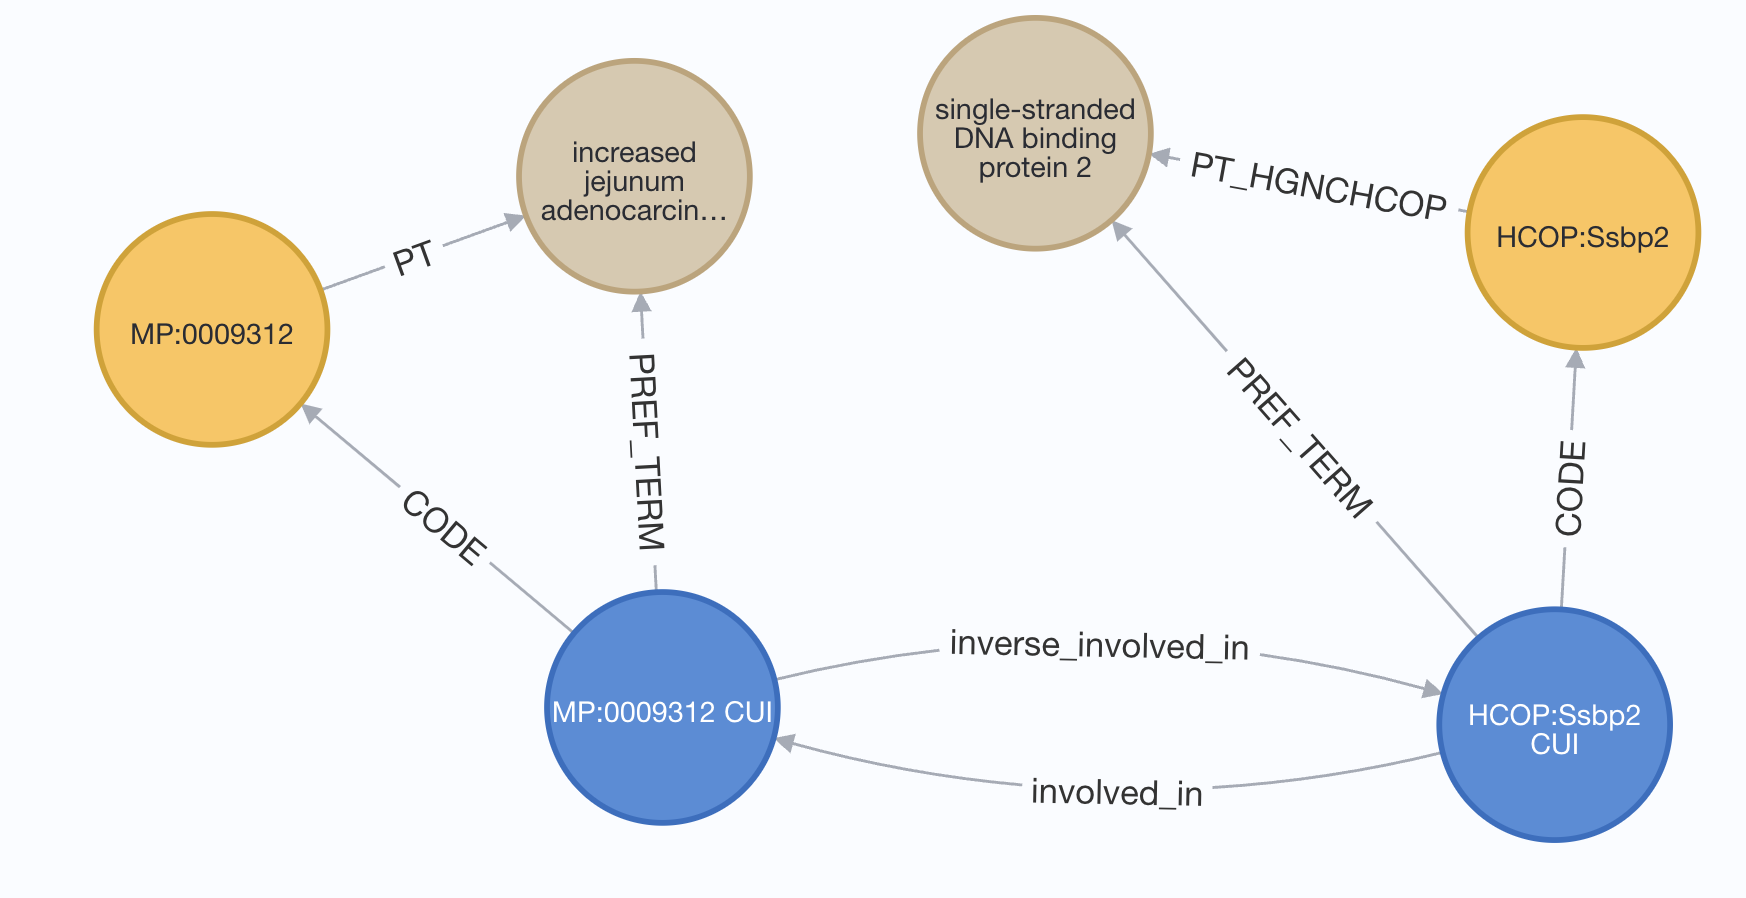 single-stranded
DNA binding
protein 2
increased
jejunum
adenocarcin…
PT_HGNCHCOP
HCOP:Ssbp2
PT
MP:0009312
PREF_TERM
PREF_TERM
CODE
CODE
inverse_involved_in
MP:0009312 CUI
HCOP:Ssbp2
CUI
involved_in